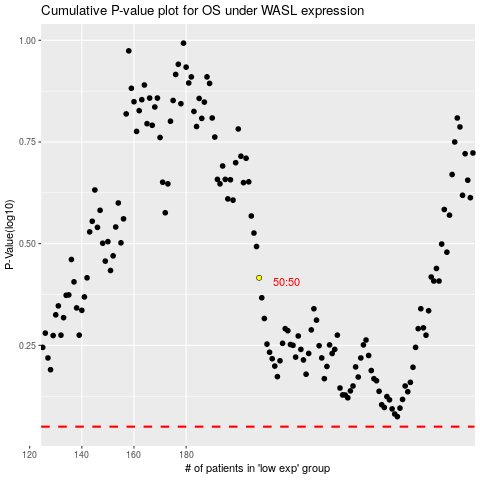 Cumulative P-value plot for OS under WASL expression
P-Value(log10)
1.00
0.75
0.50
0.25
50:50
120 140 160 180
# of patients in 'low exp' group